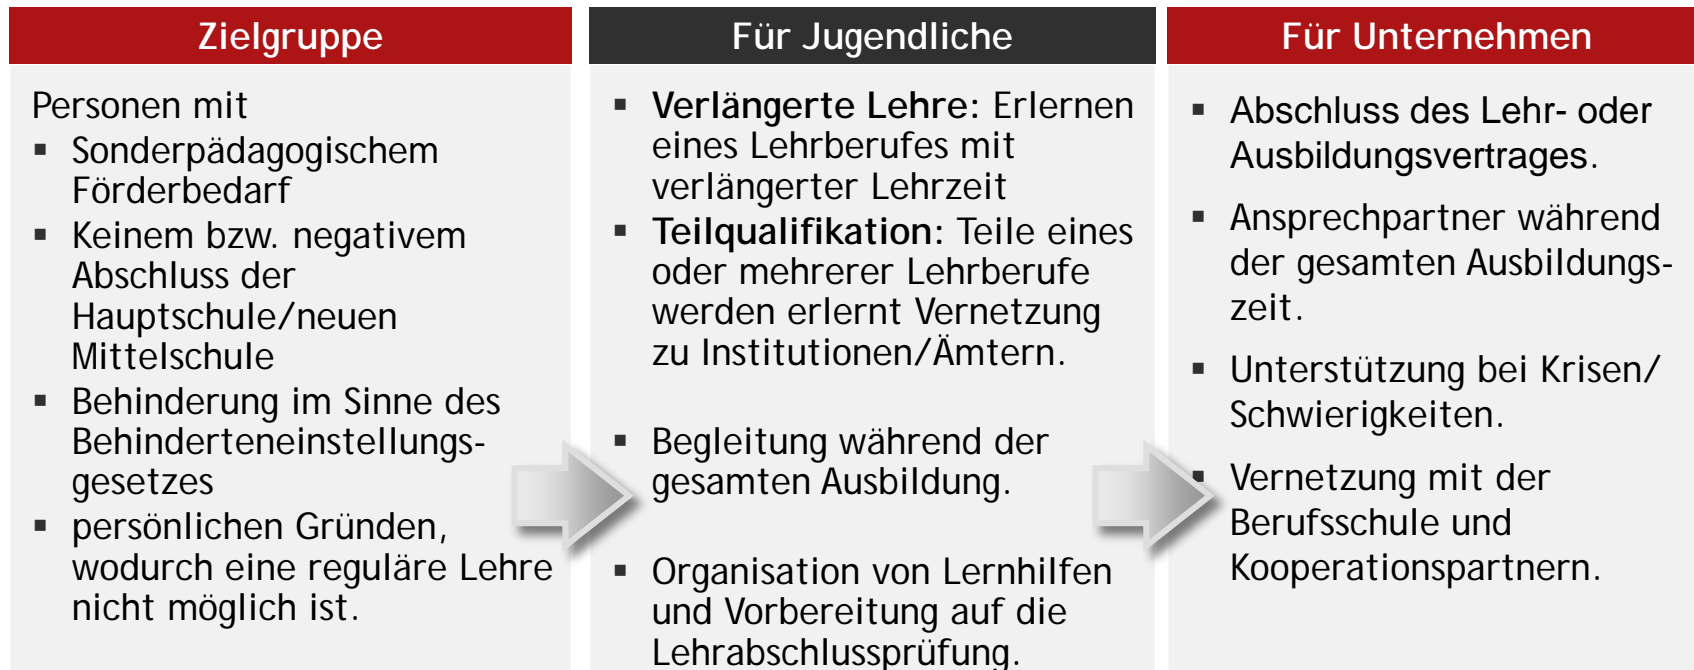 Zielgruppe
Personen mit
▪ Sonderpädagogischem
Förderbedarf
▪ Keinem bzw. negativem
Abschluss der
Hauptschule/neuen
Mittelschule
▪ Behinderung im Sinne des
Behinderteneinstellungs-
gesetzes
▪ persönlichen Gründen,
wodurch eine reguläre Lehre
nicht möglich ist.
Für Jugendliche
▪ Verlängerte Lehre: Erlernen
eines Lehrberufes mit
verlängerter Lehrzeit
▪ Teilqualifikation: Teile eines
oder mehrerer Lehrberufe
werden erlernt Vernetzung
zu Institutionen/Ämtern.
▪ Begleitung während der
gesamten Ausbildung.
▪ Organisation von Lernhilfen
und Vorbereitung auf die
Lehrabschlussprüfung.
Für Unternehmen
▪ Abschluss des Lehr- oder
Ausbildungsvertrages.
▪ Ansprechpartner während
der gesamten Ausbildungs-
zeit.
▪ Unterstützung bei Krisen/
Schwierigkeiten.
▪ Vernetzung mit der
Berufsschule und
Kooperationspartnern.